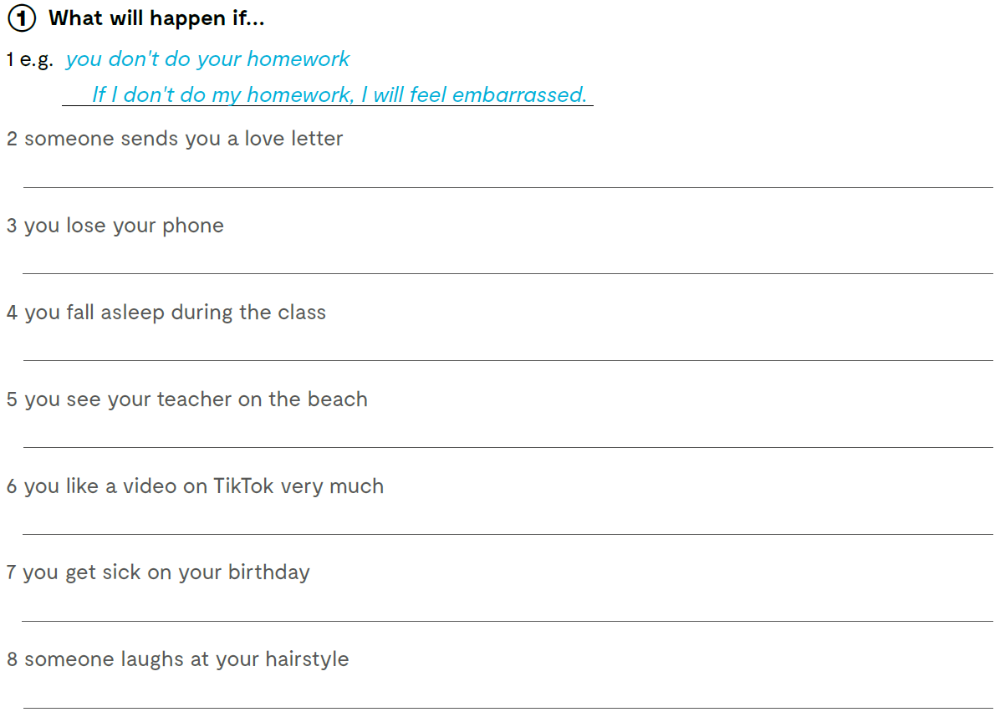 1 What will happen if...
1 e.g. you don't do your homework
If I don't do my homework, I will feel embarrassed.
2 someone sends you a love letter
3 you lose your phone
4 you fall asleep during the class
5 you see your teacher on the beach
6 you like a video on TikTok very much
7 you get sick on your birthday
8 someone laughs at your hairstyle